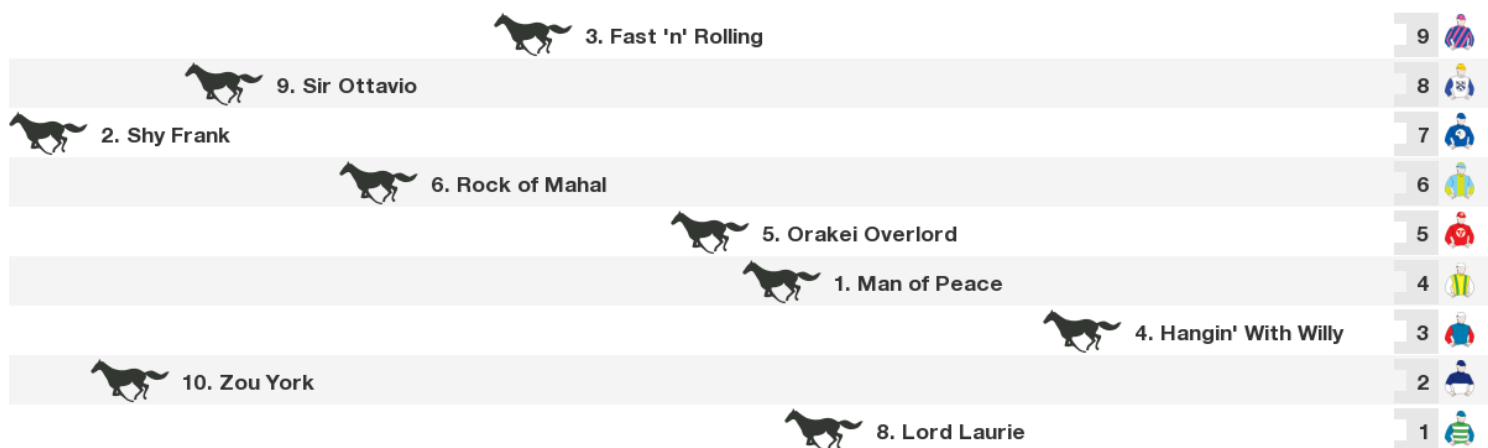 3. Fast 'n' Rolling 9
9. Sir Ottavio 8
2. Shy Frank 7
6. Rock of Mahal 6
5. Orakei Overlord 5
1. Man of Peace 4
4. Hangin' With Willy 3
10. Zou York 2
8. Lord Laurie 1